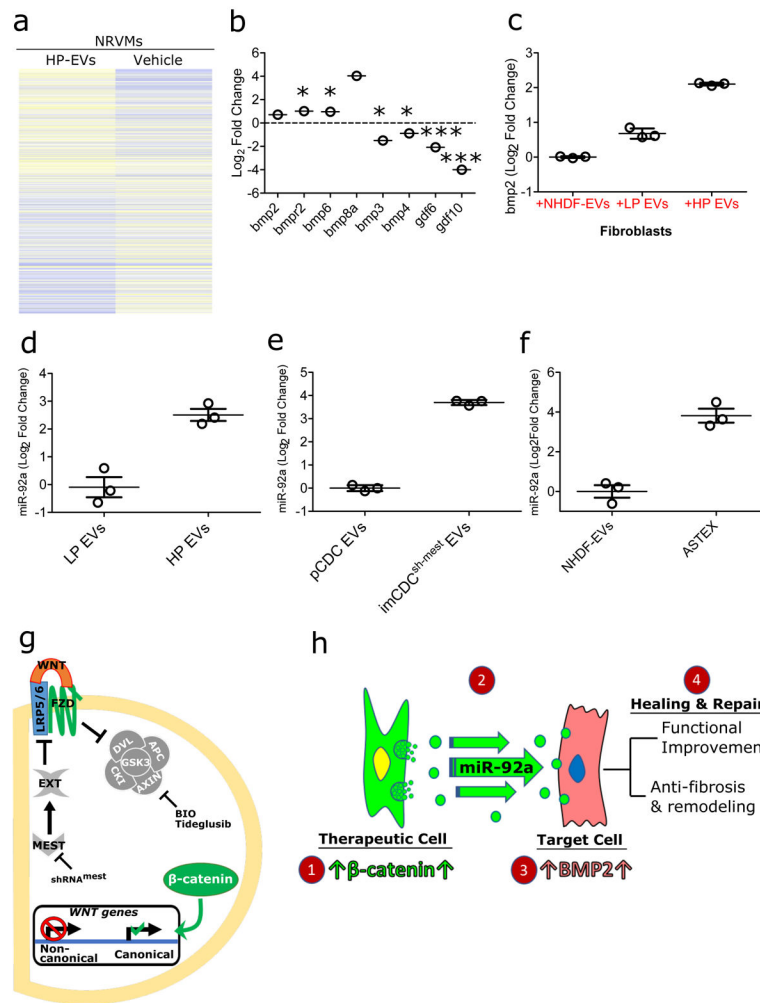 a
NRVMs
HP-EVs Vehicle
b
Log2 Fold Change
6
4
2
0
-2
-4
-6
* * * * *** ***
bmp2
bmpr2
bmp6
bmp8a
bmp3
bmp4
gdf6
gdf10
c
bmp2 (Log2 Fold Change)
3
2
1
0
-1
+NHDF-EVs +LP EVs +HP EVs
Fibroblasts
d
miR-92a (Log2 Fold Change)
4
3
2
1
0
-1
LP EVs
HP EVs
e
miR-92a (Log2 Fold Change)
5
4
3
2
1
0
-1
pCDC EVs
imCDCsh-mest EVs
f
miR-92a (Log2Fold Change)
6
4
2
0
-1
NHDF-EVs
ASTEX
g
WNT
LRP5/6
FZD
DVL
APC
GSK3
CK1
AXIN
EXT
BIO
Tideglusib
MEST
shRNAmest
β-catenin
WNT genes
Non-canonical
Canonical
h
2
4
Healing & Repair
Functional
Improvement
miR-92a
Anti-fibrosis
& remodeling
Therapeutic Cell
Target Cell
1 ↑β-catenin↑
3 ↑BMP2↑